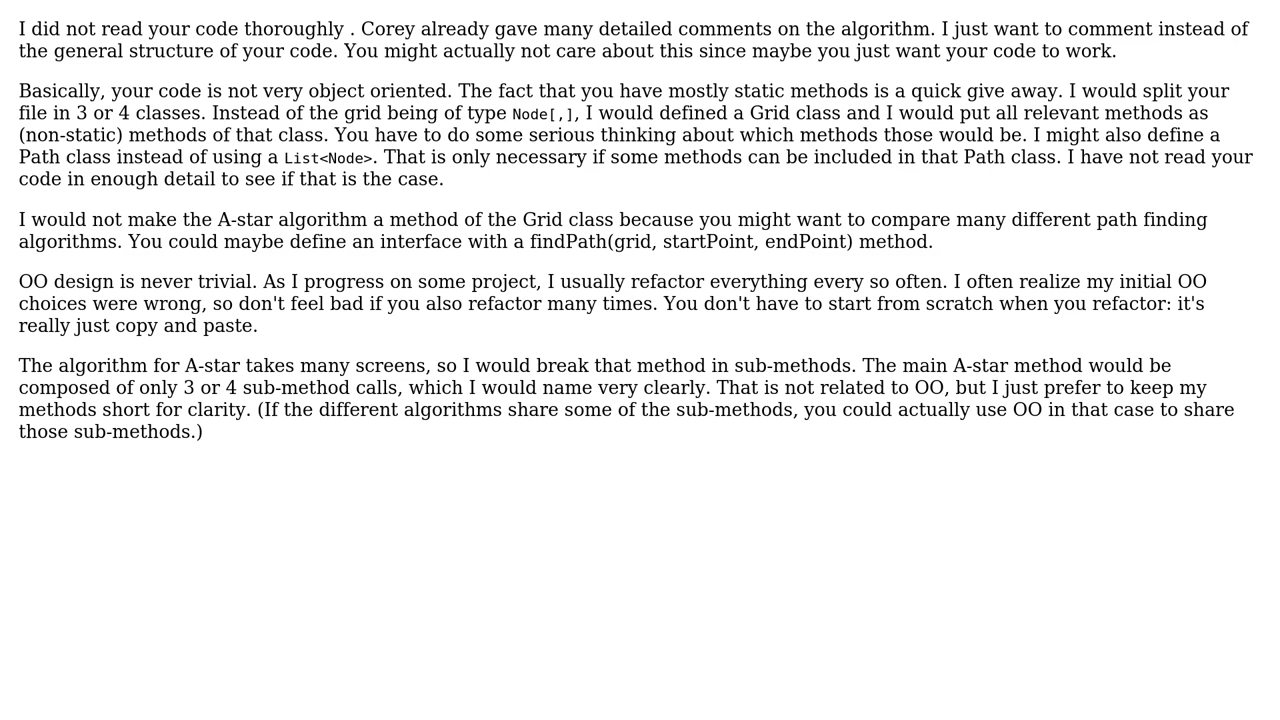 I did not read your code thoroughly . Corey already gave many detailed comments on the algorithm. I just want to comment instead of
the general structure of your code. You might actually not care about this since maybe you just want your code to work.
Basically, your code is not very object oriented. The fact that you have mostly static methods is a quick give away. I would split your
file in 3 or 4 classes. Instead of the grid being of type Node[,], I would defined a Grid class and I would put all relevant methods as
(non-static) methods of that class. You have to do some serious thinking about which methods those would be. I might also define a
Path class instead of using a List<Node>. That is only necessary if some methods can be included in that Path class. I have not read your
code in enough detail to see if that is the case.
I would not make the A-star algorithm a method of the Grid class because you might want to compare many different path finding
algorithms. You could maybe define an interface with a findPath(grid, startPoint, endPoint) method.
OO design is never trivial. As I progress on some project, I usually refactor everything every so often. I often realize my initial OO
choices were wrong, so don't feel bad if you also refactor many times. You don't have to start from scratch when you refactor: it's
really just copy and paste.
The algorithm for A-star takes many screens, so I would break that method in sub-methods. The main A-star method would be
composed of only 3 or 4 sub-method calls, which I would name very clearly. That is not related to OO, but I just prefer to keep my
methods short for clarity. (If the different algorithms share some of the sub-methods, you could actually use OO in that case to share
those sub-methods.)